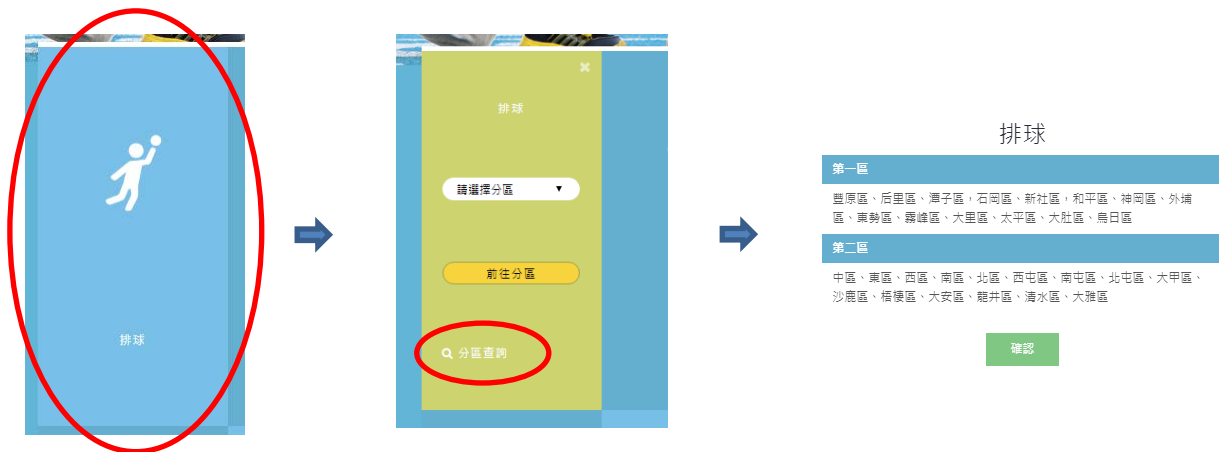 排球
排球
請選擇分區
前往分區
分區查詢
排球
第一區
豐原區、后里區、潭子區，石岡區、新社區，和平區、神岡區、外埔
區、東勢區、霧峰區、大里區、太平區、大肚區、烏日區
第二區
中區、東區、西區、南區、北區、西屯區、南屯區、北屯區、大甲區、
沙鹿區、梧棲區、大安區、龍井區、清水區、大雅區
確認